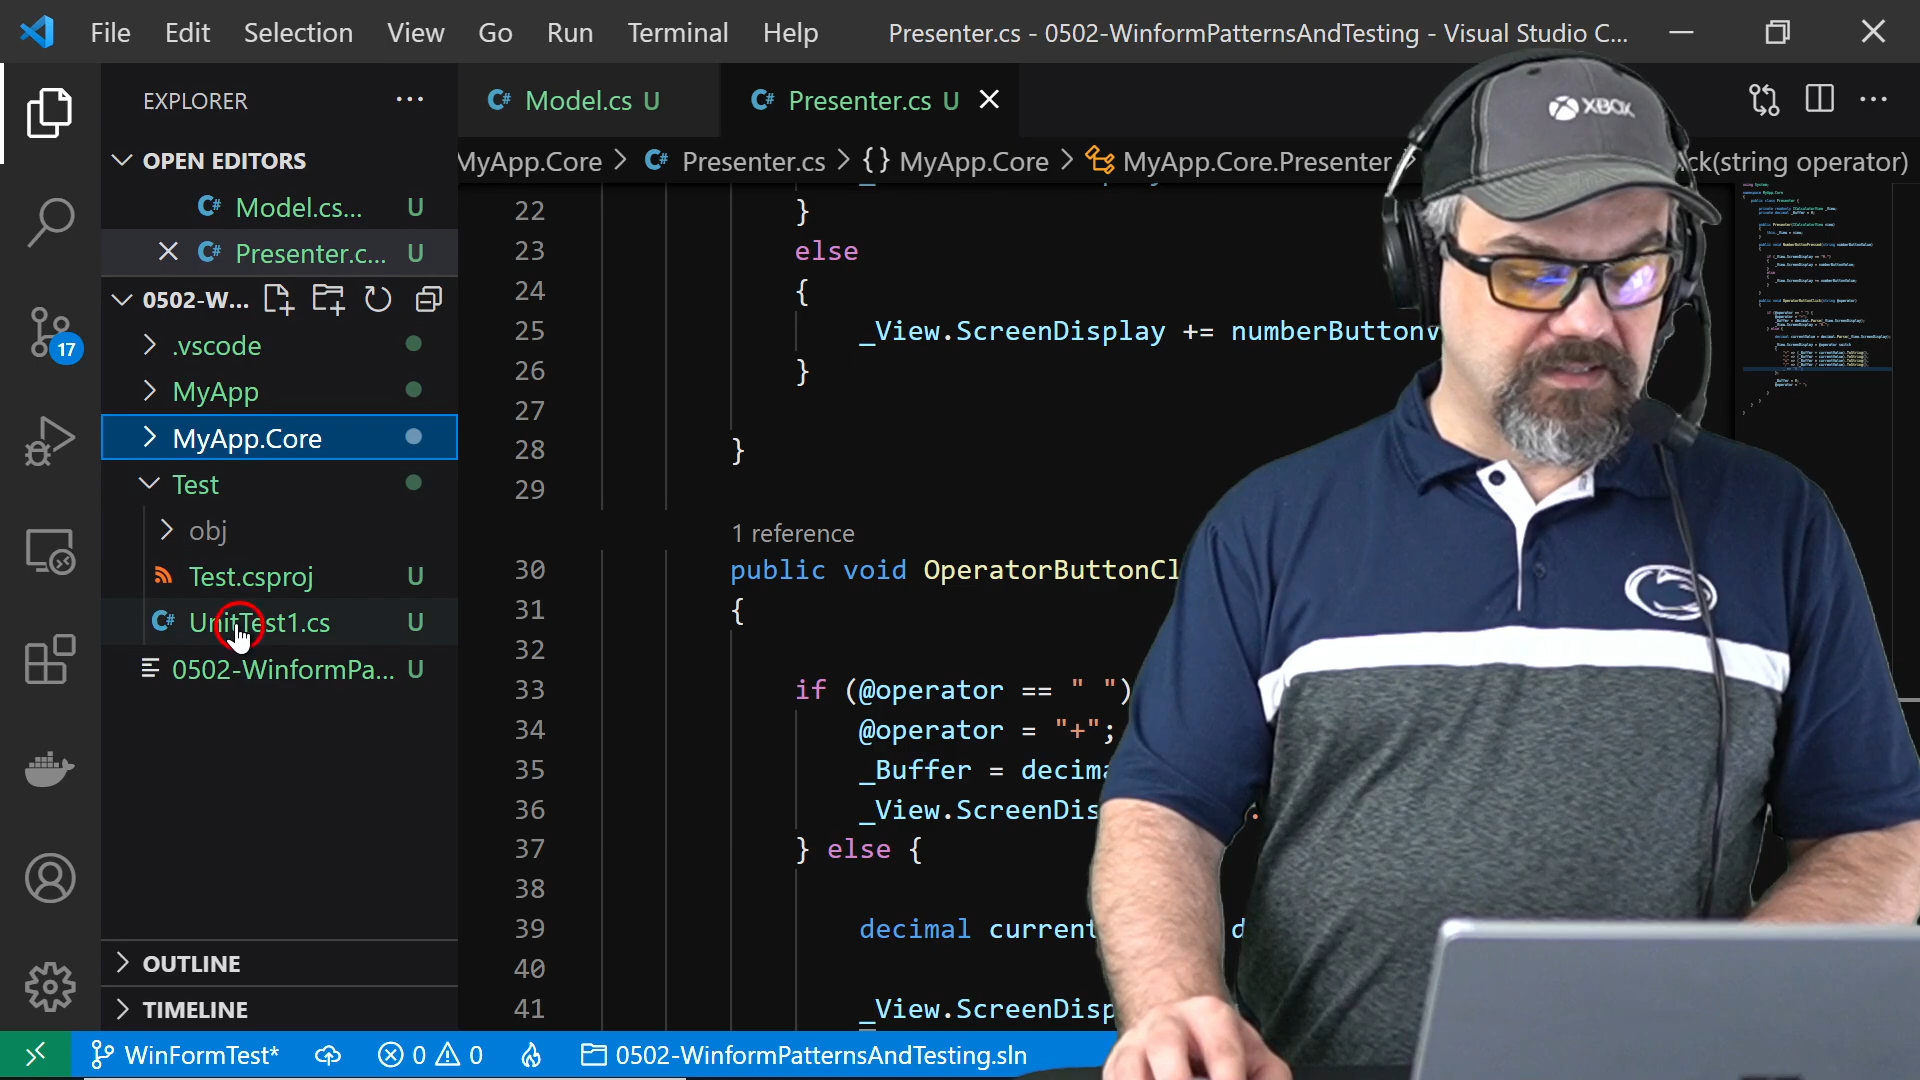 File Edit Selection View Go Run Terminal Help Presenter.cs - 0502-WinformPatternsAndTesting - Visual Studio C...
EXPLORER ...
Model.cs U Presenter.cs U
OPEN EDITORS
MyApp.Core > Presenter.cs > {} MyApp.Core > MyApp.Core.Presenter ck(string operator)
Model.cs... U
Presenter.c... U
0502-W...
.vscode
MyApp
MyApp.Core
Test
obj
Test.csproj U
UnitTest1.cs U
0502-WinformPa... U
OUTLINE
TIMELINE
22 }
23 else
24 {
25 _View.ScreenDisplay += numberButtonv
26 }
27
28 }
29
1 reference
30 public void OperatorButtonCl
31 {
32
33 if (@operator == " ")
34 @operator = "+";
35 _Buffer = decima
36 _View.ScreenDis
37 } else {
38
39 decimal current d
40
41 _View.ScreenDisp
17
XBOX
WinFormTest* 0 0 0502-WinformPatternsAndTesting.sln